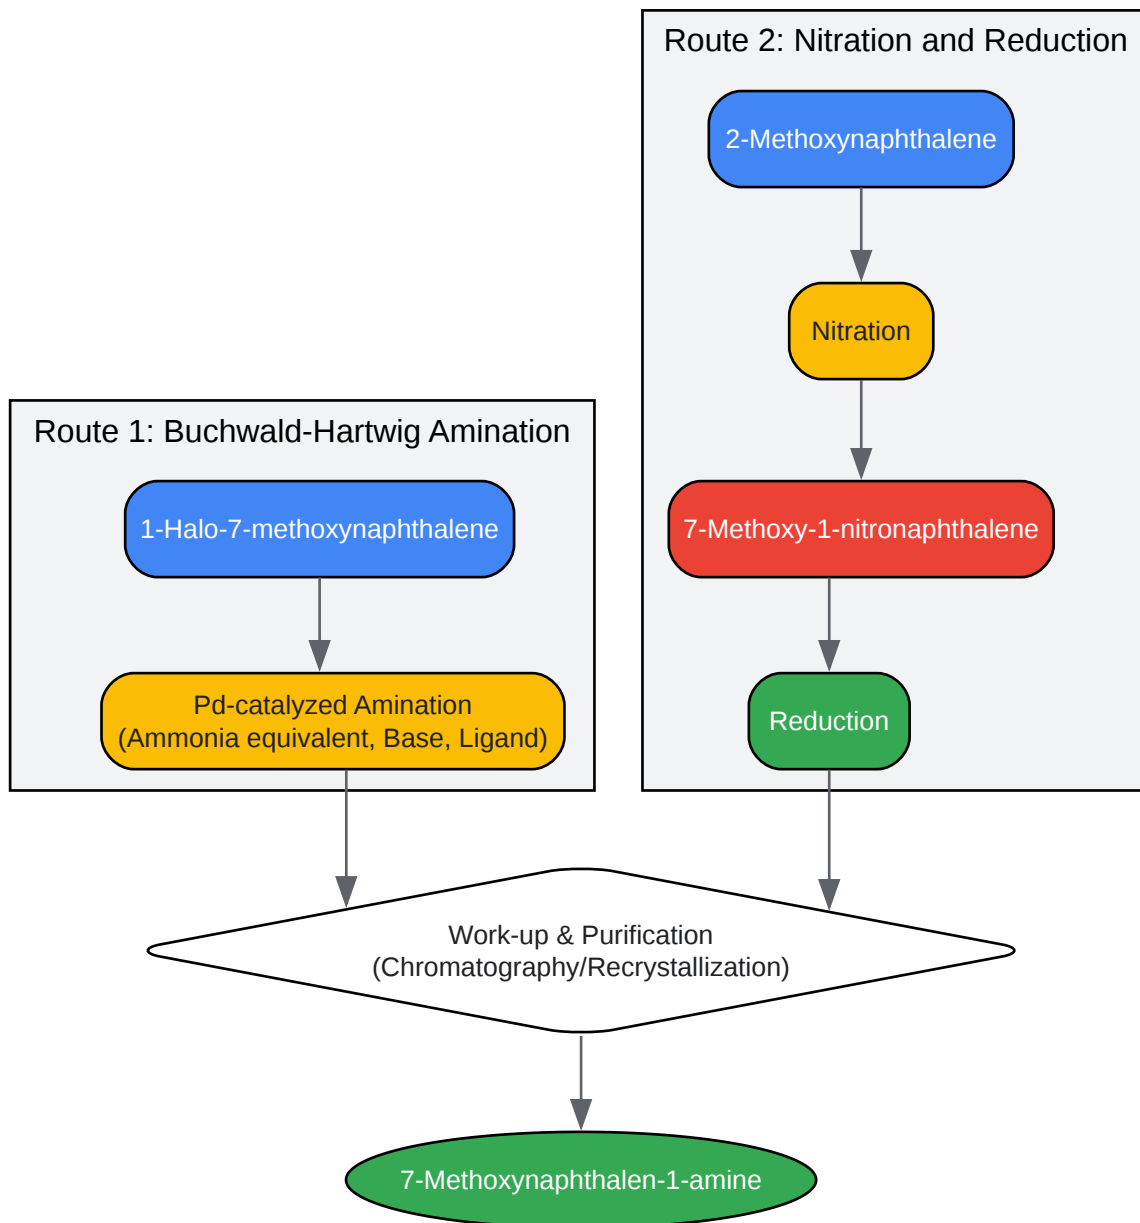 Route 2: Nitration and Reduction
2-Methoxynaphthalene
Nitration
7-Methoxy-1-nitronaphthalene
Reduction
Route 1: Buchwald-Hartwig Amination
1-Halo-7-methoxynaphthalene
Pd-catalyzed Amination
(Ammonia equivalent, Base, Ligand)
Work-up & Purification
(Chromatography/Recrystallization)
7-Methoxynaphthalen-1-amine